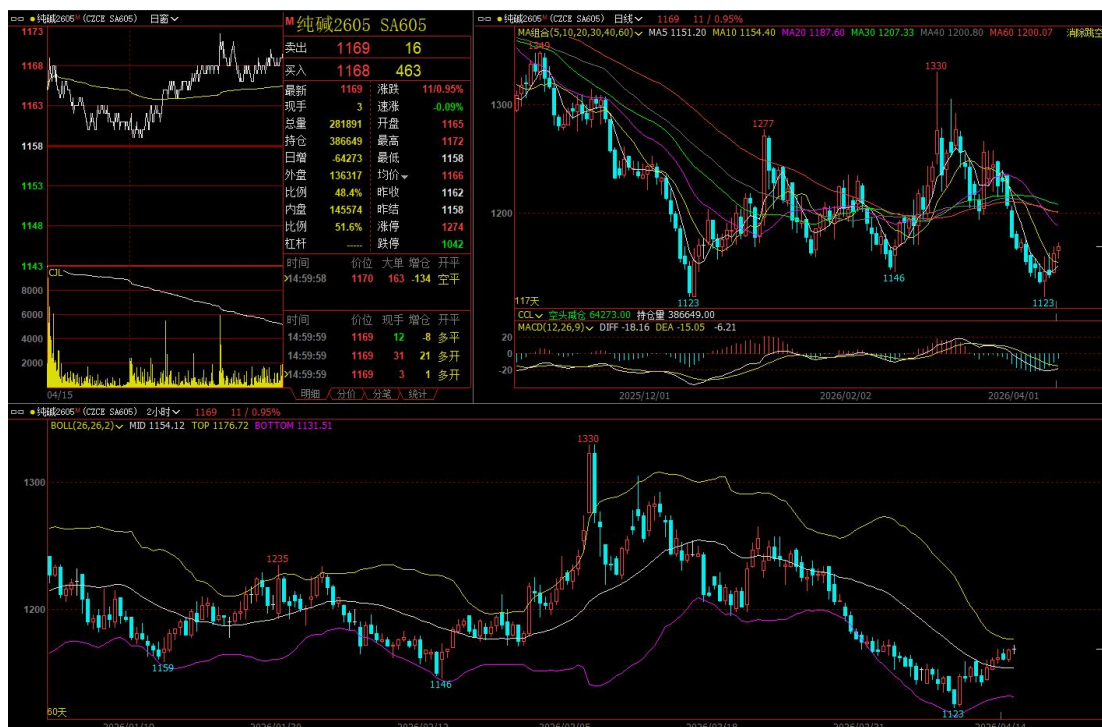 纯碱2605M (CZCE SA605) 日窗
1173
1168
1163
1158
1153
1148
1143
CJL
8000
6000
4000
2000
04/15
M 纯碱2605 SA605
卖出 1169 16
买入 1168 463
最新 1169 涨跌 11/0.95%
现手 3 速涨 -0.09%
总量 281891 开盘 1165
持仓 386649 最高 1172
日增 -64273 最低 1158
外盘 136317 均价 1166
比例 48.4% 昨收 1162
内盘 145574 昨结 1158
比例 51.6% 涨停 1274
杠杆 ----- 跌停 1042
时间 价位 大单 增仓 开平
14:59:58 1170 163 -134 空平
时间 价位 现手 增仓 开平
14:59:59 1169 12 -8 多平
14:59:59 1169 31 21 多开
14:59:59 1169 3 1 多开
明细 分价 分笔 统计
纯碱2605M (CZCE SA605) 日线 1169 11 / 0.95%
MA组合(5,10,20,30,40,60) MA5 1151.20 MA10 1154.40 MA20 1187.60 MA30 1207.33 MA40 1200.80 MA60 1200.07 消除跳空
1349
1330
1300
1277
1200
1146
1123
1123
117天
CCL 空头减仓 64273.00 持仓量 386649.00
MACD(12,26,9) DIFF -18.16 DEA -15.05 -6.21
20
0
-20
2025/12/01 2026/02/02 2026/04/01
纯碱2605M (CZCE SA605) 2小时 1169 11 / 0.95%
BOLL(26,26,2) MID 1154.12 TOP 1176.72 BOTTOM 1131.51
1330
1300
1235
1200
1159
1146
1123
60天